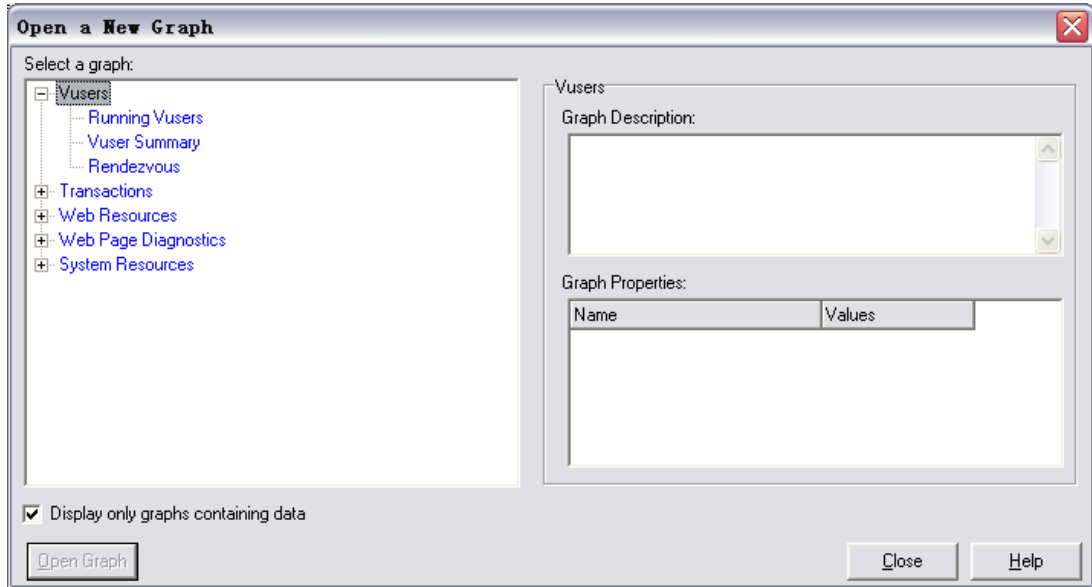 Open a New Graph
Select a graph:
Vusers
Running Vusers
Vuser Summary
Rendezvous
Transactions
Web Resources
Web Page Diagnostics
System Resources
Vusers
Graph Description:
Graph Properties:
Name Values
Display only graphs containing data
Open Graph Close Help